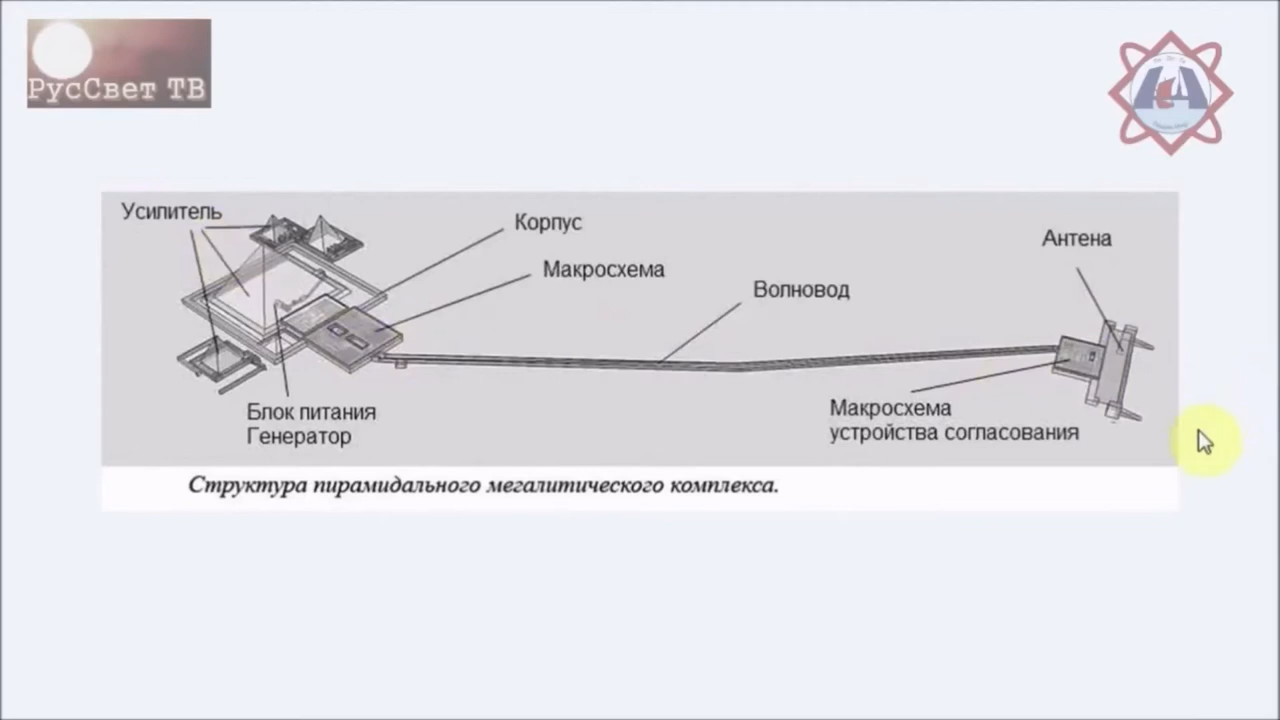 РусСвет ТВ
Усилитель
Корпус
Антена
Макросхема
Волновод
Блок питания
Генератор
Макросхема
устройства согласования
Структура пирамидального мегалитического комплекса.